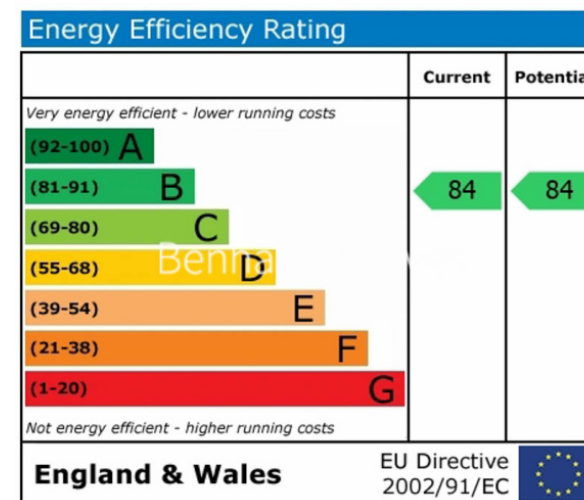 Energy Efficiency Rating
Current Potentia
Very energy efficient - lower running costs
(92-100) A
(81-91) B 84 84
(69-80) C
(55-68) D
(39-54) E
(21-38) F
(1-20) G
Not energy efficient - higher running costs
England & Wales
EU Directive
2002/91/EC